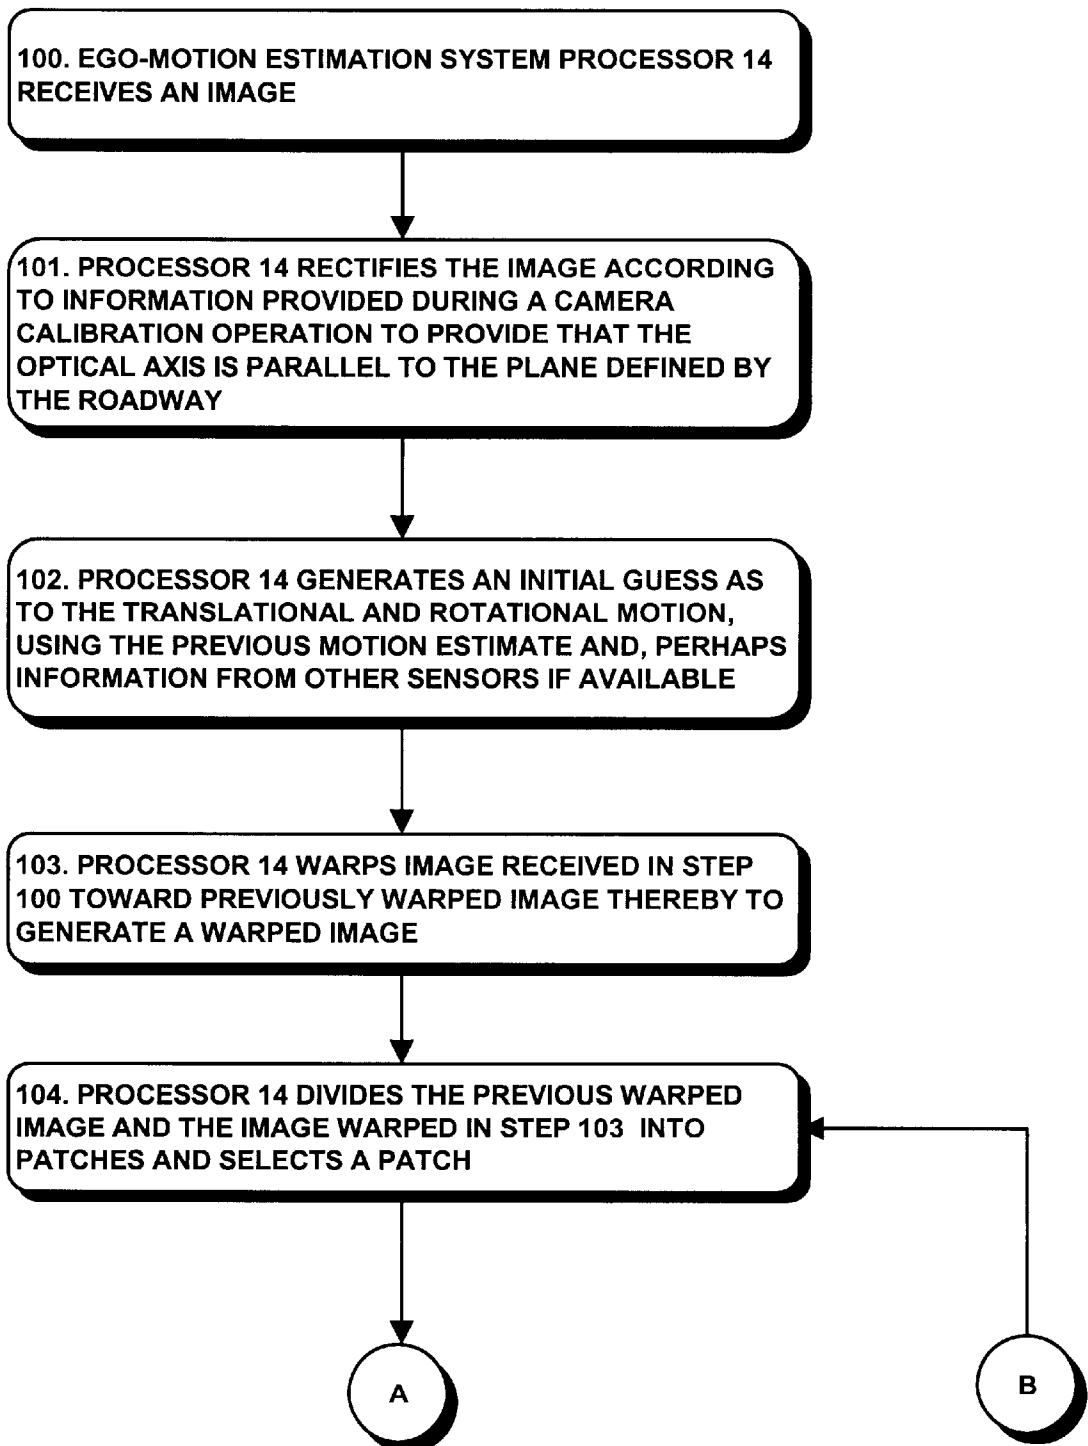 100. EGO-MOTION ESTIMATION SYSTEM PROCESSOR 14
RECEIVES AN IMAGE
101. PROCESSOR 14 RECTIFIES THE IMAGE ACCORDING
TO INFORMATION PROVIDED DURING A CAMERA
CALIBRATION OPERATION TO PROVIDE THAT THE
OPTICAL AXIS IS PARALLEL TO THE PLANE DEFINED BY
THE ROADWAY
102. PROCESSOR 14 GENERATES AN INITIAL GUESS AS
TO THE TRANSLATIONAL AND ROTATIONAL MOTION,
USING THE PREVIOUS MOTION ESTIMATE AND, PERHAPS
INFORMATION FROM OTHER SENSORS IF AVAILABLE
103. PROCESSOR 14 WARPS IMAGE RECEIVED IN STEP
100 TOWARD PREVIOUSLY WARPED IMAGE THEREBY TO
GENERATE A WARPED IMAGE
104. PROCESSOR 14 DIVIDES THE PREVIOUS WARPED
IMAGE AND THE IMAGE WARPED IN STEP 103 INTO
PATCHES AND SELECTS A PATCH
A
B